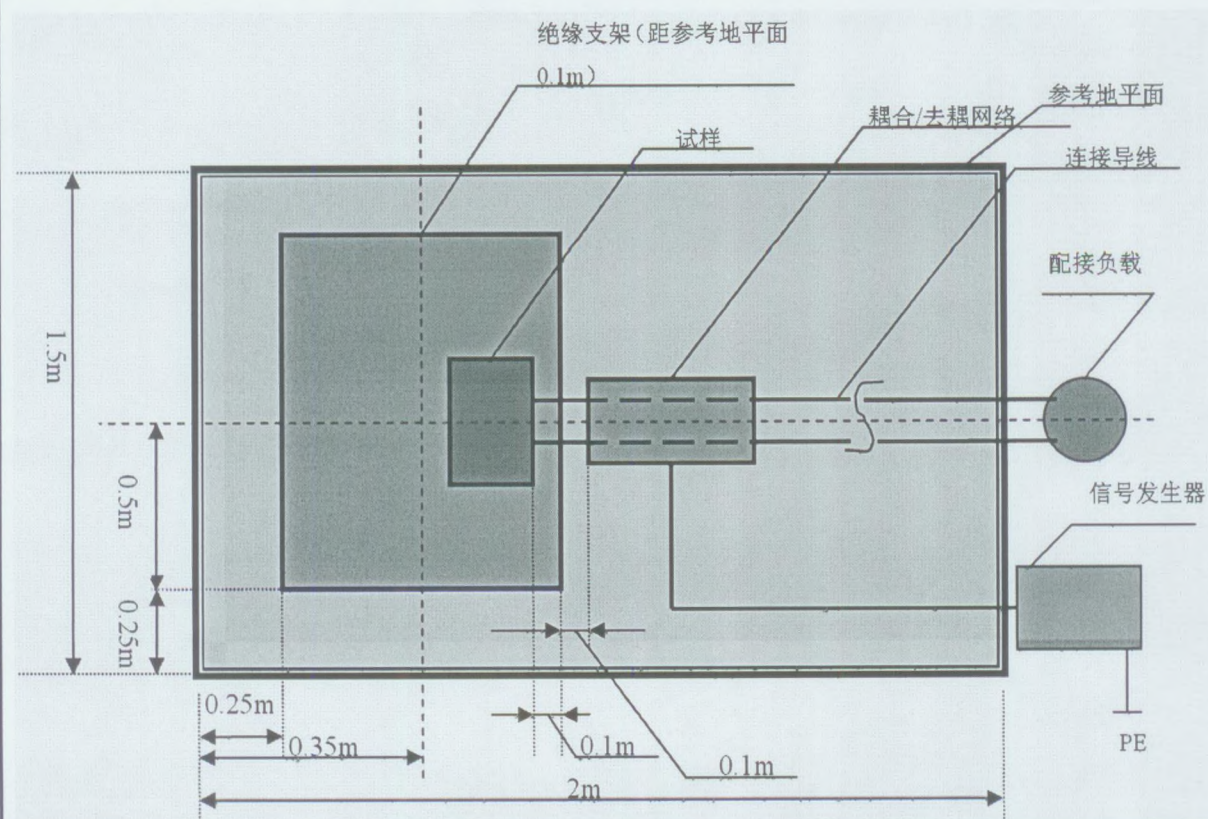 绝缘支架（距参考地平面
0.1m）
参考地平面
耦合/去耦网络
试样
连接导线
配接负载
1.5m
0.5m
信号发生器
0.25m
0.25m
0.35m
0.1m
0.1m
PE
2m